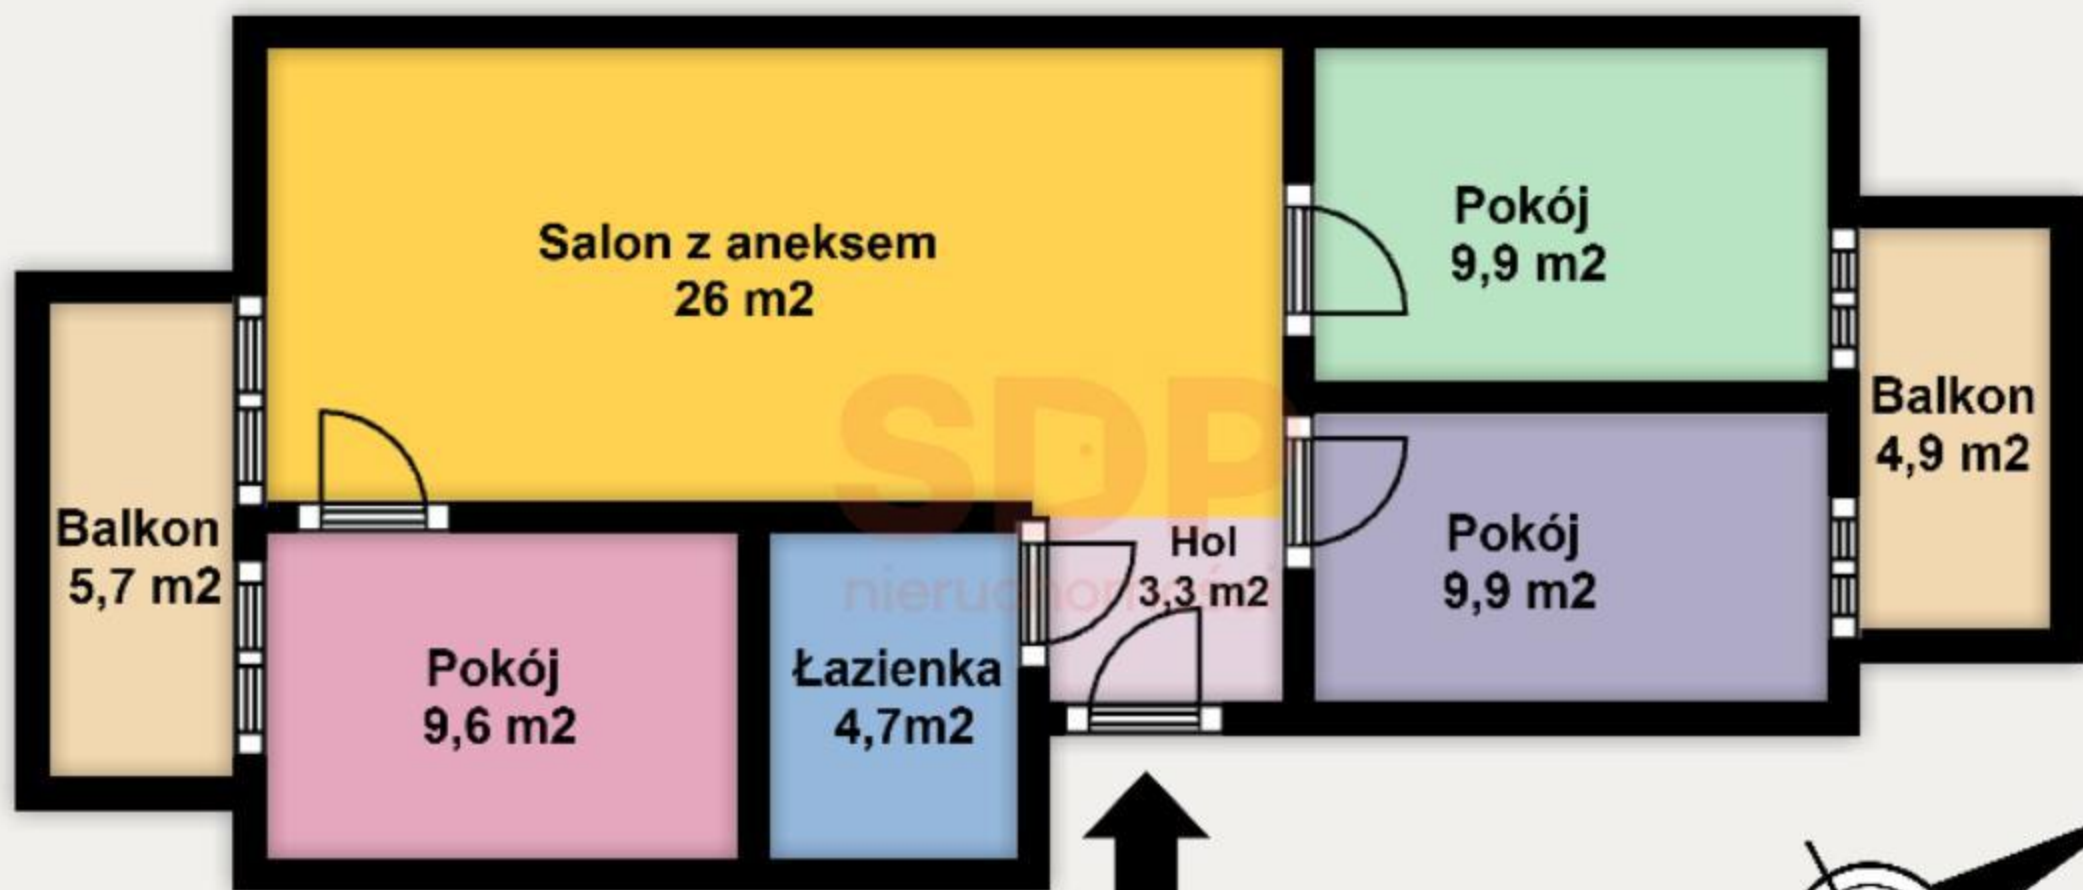 Salon z aneksem
26 m2
Pokój
9,9 m2
Balkon
4,9 m2
Balkon
5,7 m2
Hol
3,3 m2
Pokój
9,9 m2
Pokój
9,6 m2
Łazienka
4,7m2
SDP
nieruchomości